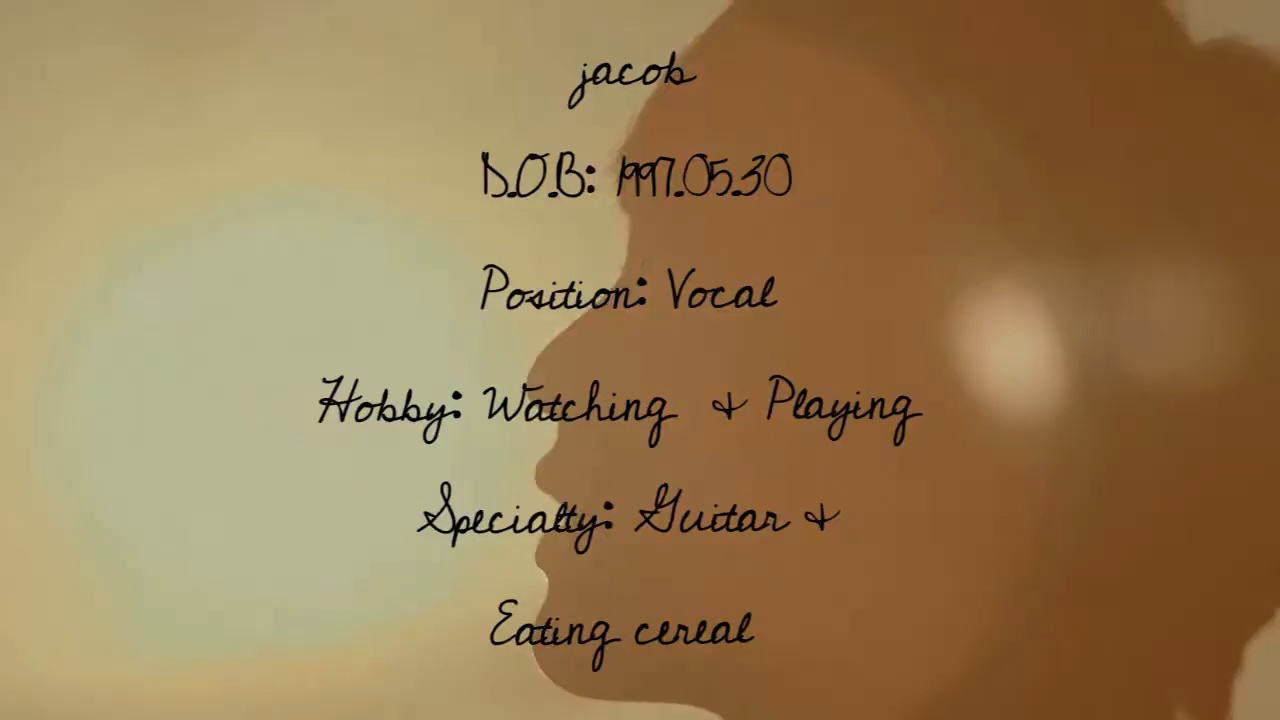 jacob
D.O.B: 1997.05.30
Position: Vocal
Hobby: Watching & Playing
Specialty: Guitar &
Eating cereal